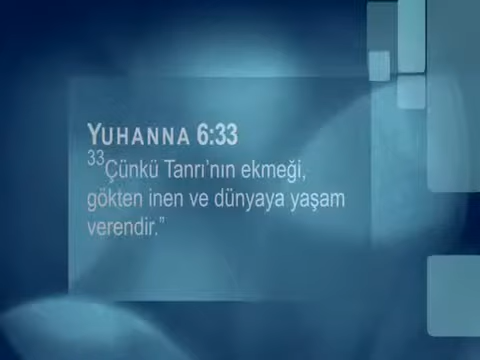 YUHANNA 6:33
³³Çünkü Tanrı’nın ekmeği,
gökten inen ve dünyaya yaşam
verendir.”